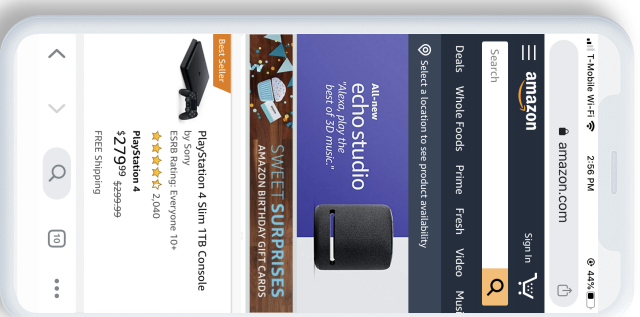 T-Mobile Wi-Fi 2:56 PM 44%
amazon.com
amazon Sign In
Search
Deals Whole Foods Prime Fresh Video Musi
Select a location to see product availability
All-new
echo studio
"Alexa, play the
best of 3D music."
SWEET SURPRISES
AMAZON BIRTHDAY GIFT CARDS
Best Seller
PlayStation 4 Slim 1TB Console
by Sony
ESRB Rating: Everyone 10+
2,040
PlayStation 4
$279.99 $299.99
FREE Shipping
10